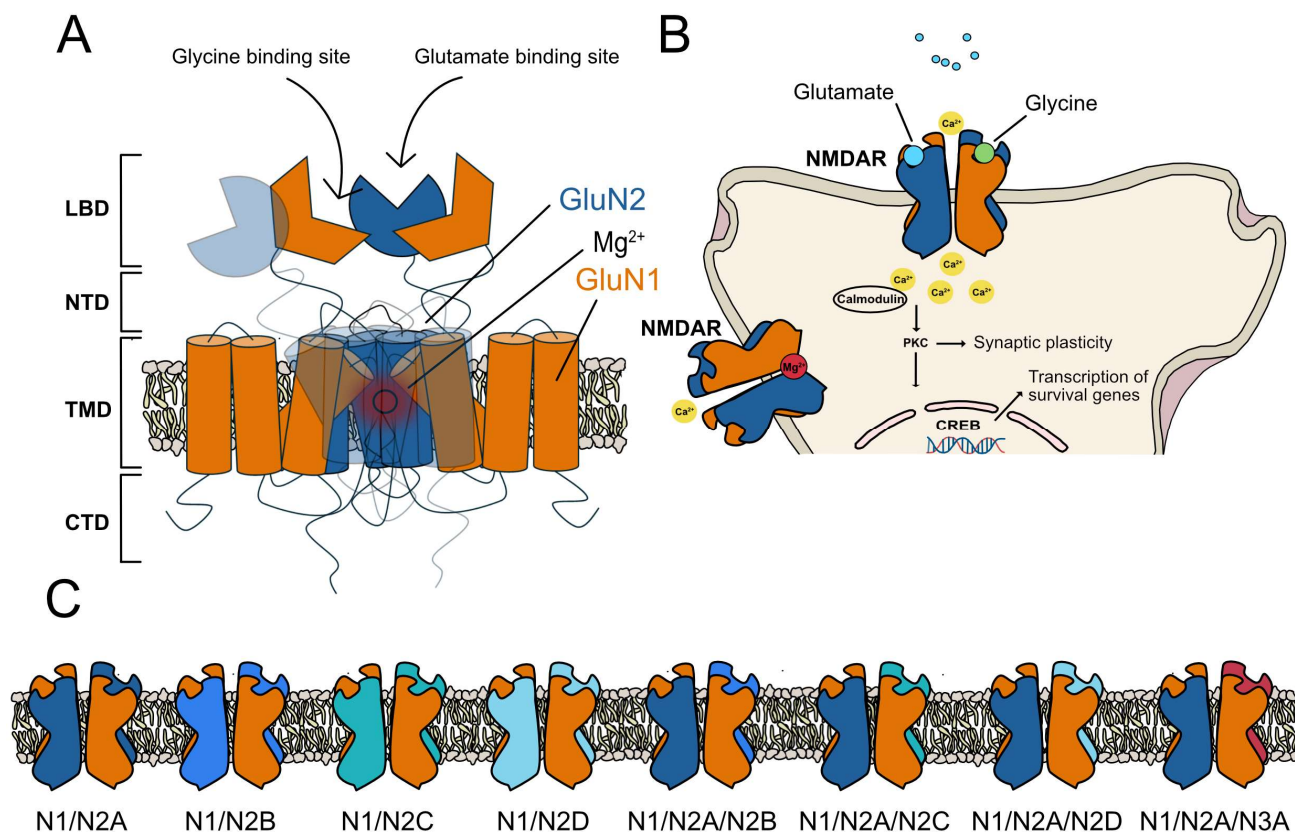 A
Glycine binding site
Glutamate binding site
LBD
NTD
TMD
CTD
GluN2
Mg²⁺
GluN1
B
Glutamate
Glycine
Ca²⁺
NMDAR
Ca²⁺
Ca²⁺
Ca²⁺
Ca²⁺
Calmodulin
NMDAR
PKC
Synaptic plasticity
Mg²⁺
Transcription of
survival genes
Ca²⁺
CREB
C
N1/N2A
N1/N2B
N1/N2C
N1/N2D
N1/N2A/N2B
N1/N2A/N2C
N1/N2A/N2D
N1/N2A/N3A